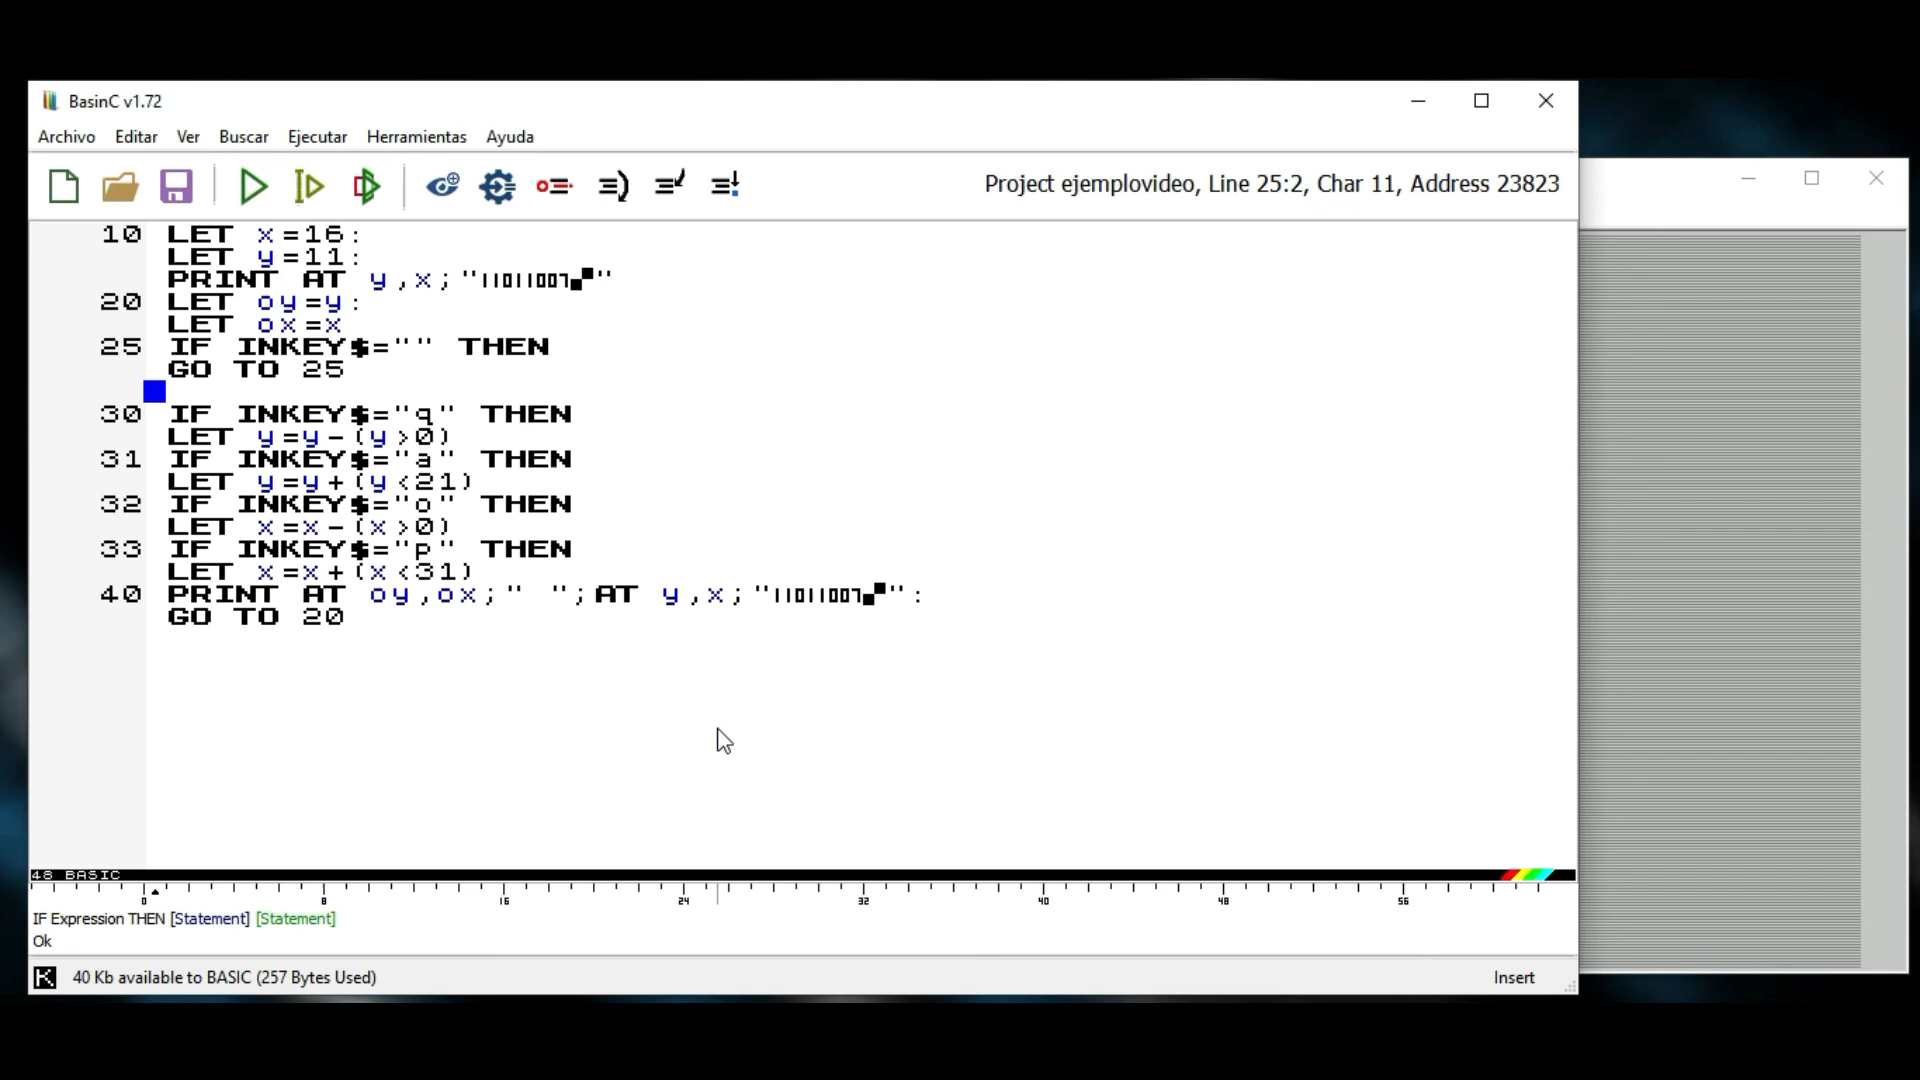 BasinC v1.72
Archivo Editar Ver Buscar Ejecutar Herramientas Ayuda
Project ejemplovideo, Line 25:2, Char 11, Address 23823
10 LET x=16:
LET y=11:
PRINT AT y,x;"11011007▞"
20 LET oy=y:
LET ox=x
25 IF INKEY$="" THEN
GO TO 25
30 IF INKEY$="q" THEN
LET y=y-(y>0)
31 IF INKEY$="a" THEN
LET y=y+(y<21)
32 IF INKEY$="o" THEN
LET x=x-(x>0)
33 IF INKEY$="p" THEN
LET x=x+(x<31)
40 PRINT AT oy,ox;" ";AT y,x;"11011007▞":
GO TO 20
48 BASIC
0 8 16 24 32 40 48 56
IF Expression THEN [Statement] [Statement]
Ok
K 40 Kb available to BASIC (257 Bytes Used) Insert